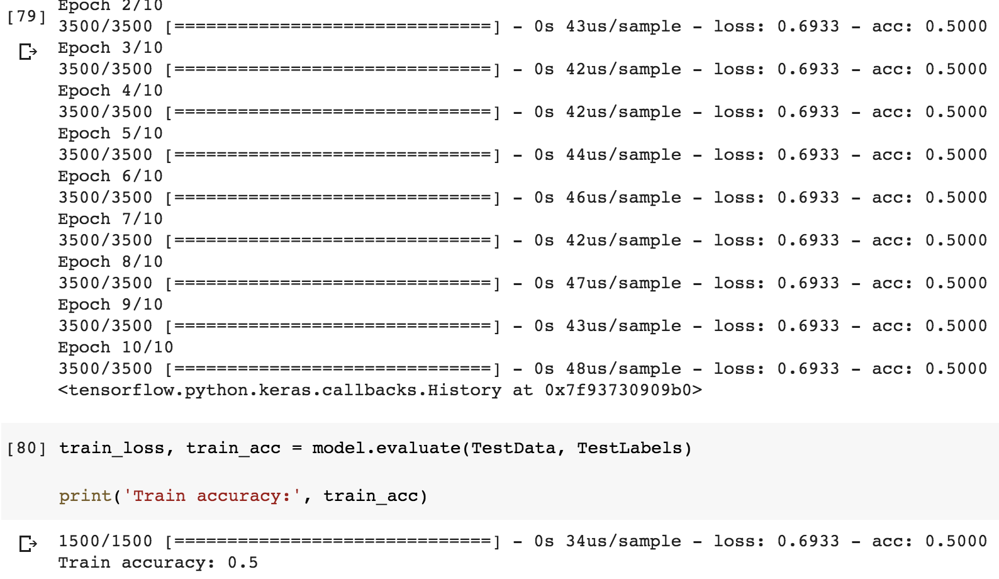 Epoch 2/10
[79] 3500/3500 [==============================] - 0s 43us/sample - loss: 0.6933 - acc: 0.5000
Epoch 3/10
3500/3500 [==============================] - 0s 42us/sample - loss: 0.6933 - acc: 0.5000
Epoch 4/10
3500/3500 [==============================] - 0s 42us/sample - loss: 0.6933 - acc: 0.5000
Epoch 5/10
3500/3500 [==============================] - 0s 44us/sample - loss: 0.6933 - acc: 0.5000
Epoch 6/10
3500/3500 [==============================] - 0s 46us/sample - loss: 0.6933 - acc: 0.5000
Epoch 7/10
3500/3500 [==============================] - 0s 42us/sample - loss: 0.6933 - acc: 0.5000
Epoch 8/10
3500/3500 [==============================] - 0s 47us/sample - loss: 0.6933 - acc: 0.5000
Epoch 9/10
3500/3500 [==============================] - 0s 43us/sample - loss: 0.6933 - acc: 0.5000
Epoch 10/10
3500/3500 [==============================] - 0s 48us/sample - loss: 0.6933 - acc: 0.5000
<tensorflow.python.keras.callbacks.History at 0x7f93730909b0>
[80] train_loss, train_acc = model.evaluate(TestData, TestLabels)
print('Train accuracy:', train_acc)
1500/1500 [==============================] - 0s 34us/sample - loss: 0.6933 - acc: 0.5000
Train accuracy: 0.5